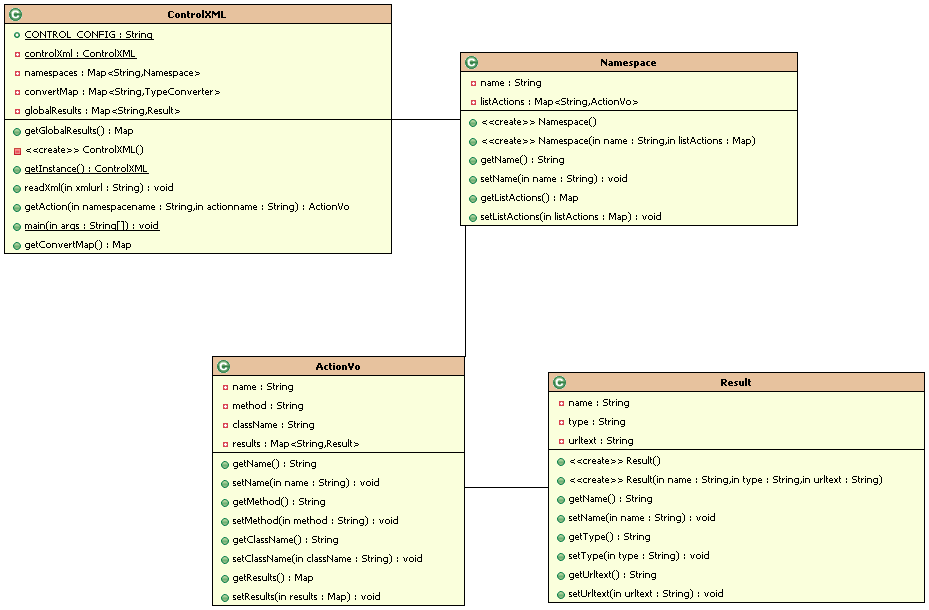 ControlXML
CONTROL_CONFIG : String
controlXml : ControlXML
namespaces : Map<String,Namespace>
convertMap : Map<String,TypeConverter>
globalResults : Map<String,Result>
getGlobalResults() : Map
<<create>> ControlXML()
getInstance() : ControlXML
readXml(in xmlurl : String) : void
getAction(in namespacename : String,in actionname : String) : ActionVo
main(in args : String[]) : void
getConvertMap() : Map
Namespace
name : String
listActions : Map<String,ActionVo>
<<create>> Namespace()
<<create>> Namespace(in name : String,in listActions : Map)
getName() : String
setName(in name : String) : void
getListActions() : Map
setListActions(in listActions : Map) : void
ActionVo
name : String
method : String
className : String
results : Map<String,Result>
getName() : String
setName(in name : String) : void
getMethod() : String
setMethod(in method : String) : void
getClassName() : String
setClassName(in className : String) : void
getResults() : Map
setResults(in results : Map) : void
Result
name : String
type : String
urltext : String
<<create>> Result()
<<create>> Result(in name : String,in type : String,in urltext : String)
getName() : String
setName(in name : String) : void
getType() : String
setType(in type : String) : void
getUrltext() : String
setUrltext(in urltext : String) : void